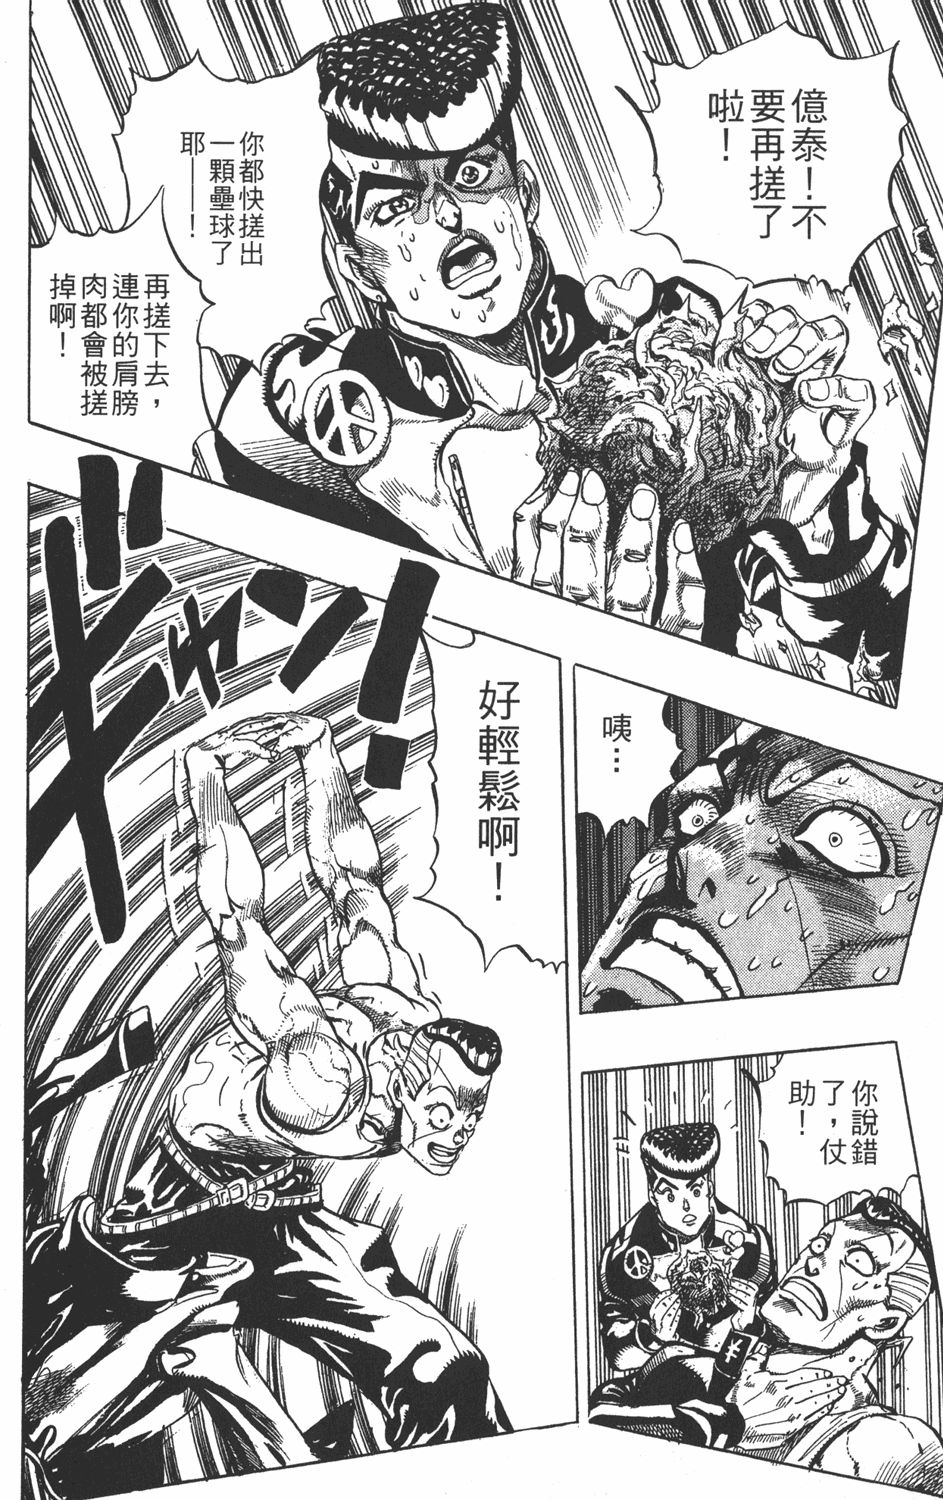 億泰！不
要再搓了
啦！
你都快搓出
一顆壘球了
耶——！
再搓下去，
連你的肩膀
肉都會被搓
掉啊！
咦…
好輕鬆啊！
ギャン！
你說錯
了，仗
助！